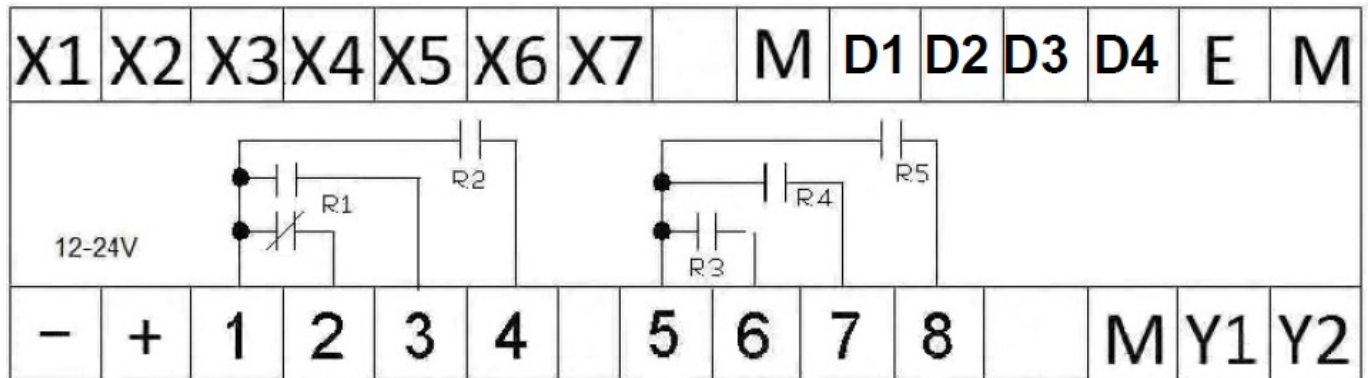 X1 X2 X3 X4 X5 X6 X7 M D1 D2 D3 D4 E M
R2 R5
R1 R4
12-24V R3
− + 1 2 3 4 5 6 7 8 M Y1 Y2